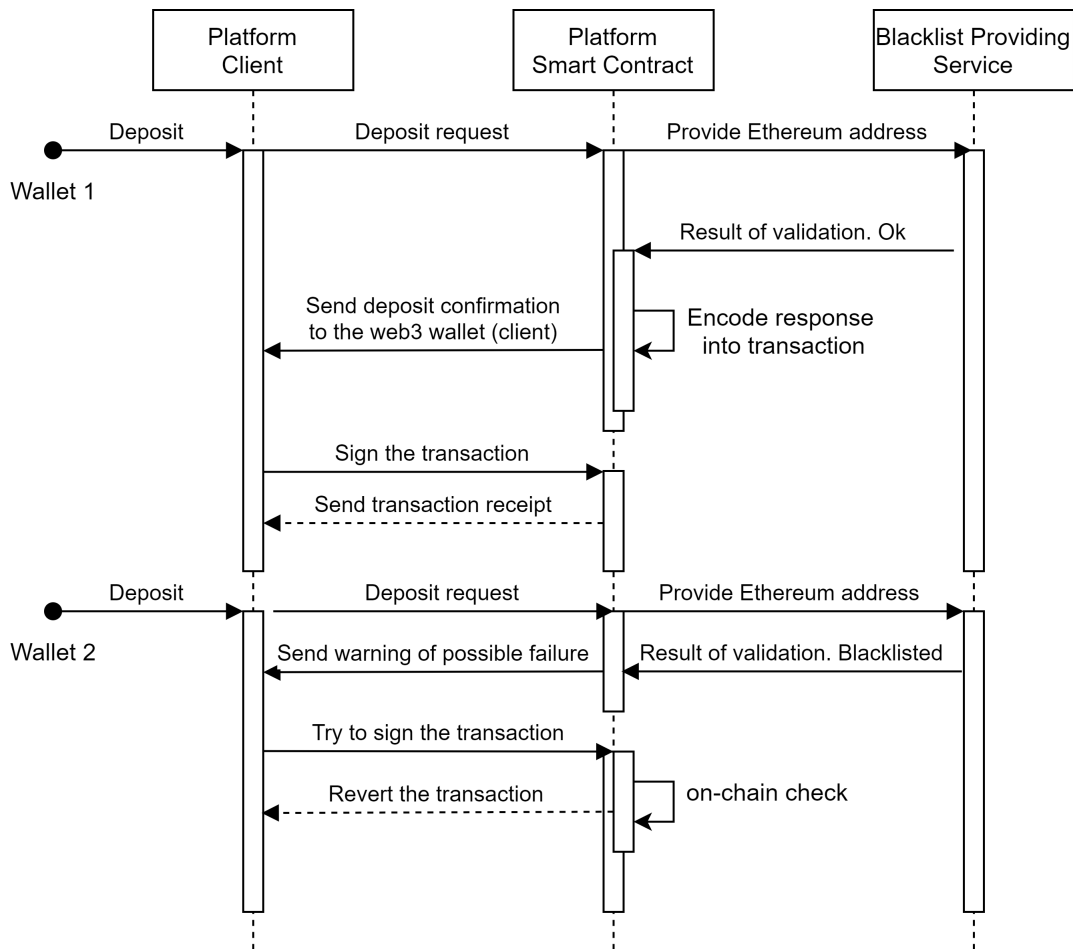 Platform
Client
Platform
Smart Contract
Blacklist Providing
Service
Deposit
Deposit request
Provide Ethereum address
Wallet 1
Result of validation. Ok
Send deposit confirmation
to the web3 wallet (client)
Encode response
into transaction
Sign the transaction
Send transaction receipt
Deposit
Deposit request
Provide Ethereum address
Wallet 2
Send warning of possible failure
Result of validation. Blacklisted
Try to sign the transaction
Revert the transaction
on-chain check